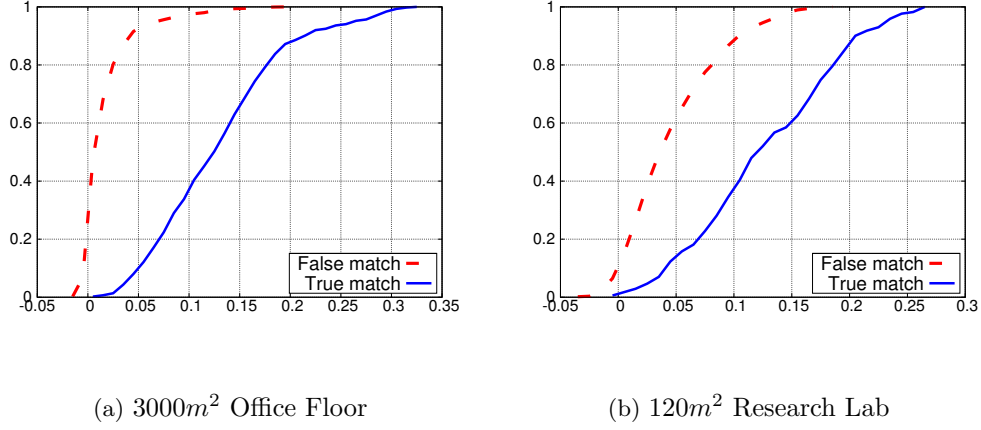 1
0.8
0.6
0.4
0.2
0
-0.05 0 0.05 0.1 0.15 0.2 0.25 0.3 0.35
False match
True match
(a) 3000m² Office Floor
1
0.8
0.6
0.4
0.2
0
-0.05 0 0.05 0.1 0.15 0.2 0.25 0.3
False match
True match
(b) 120m² Research Lab